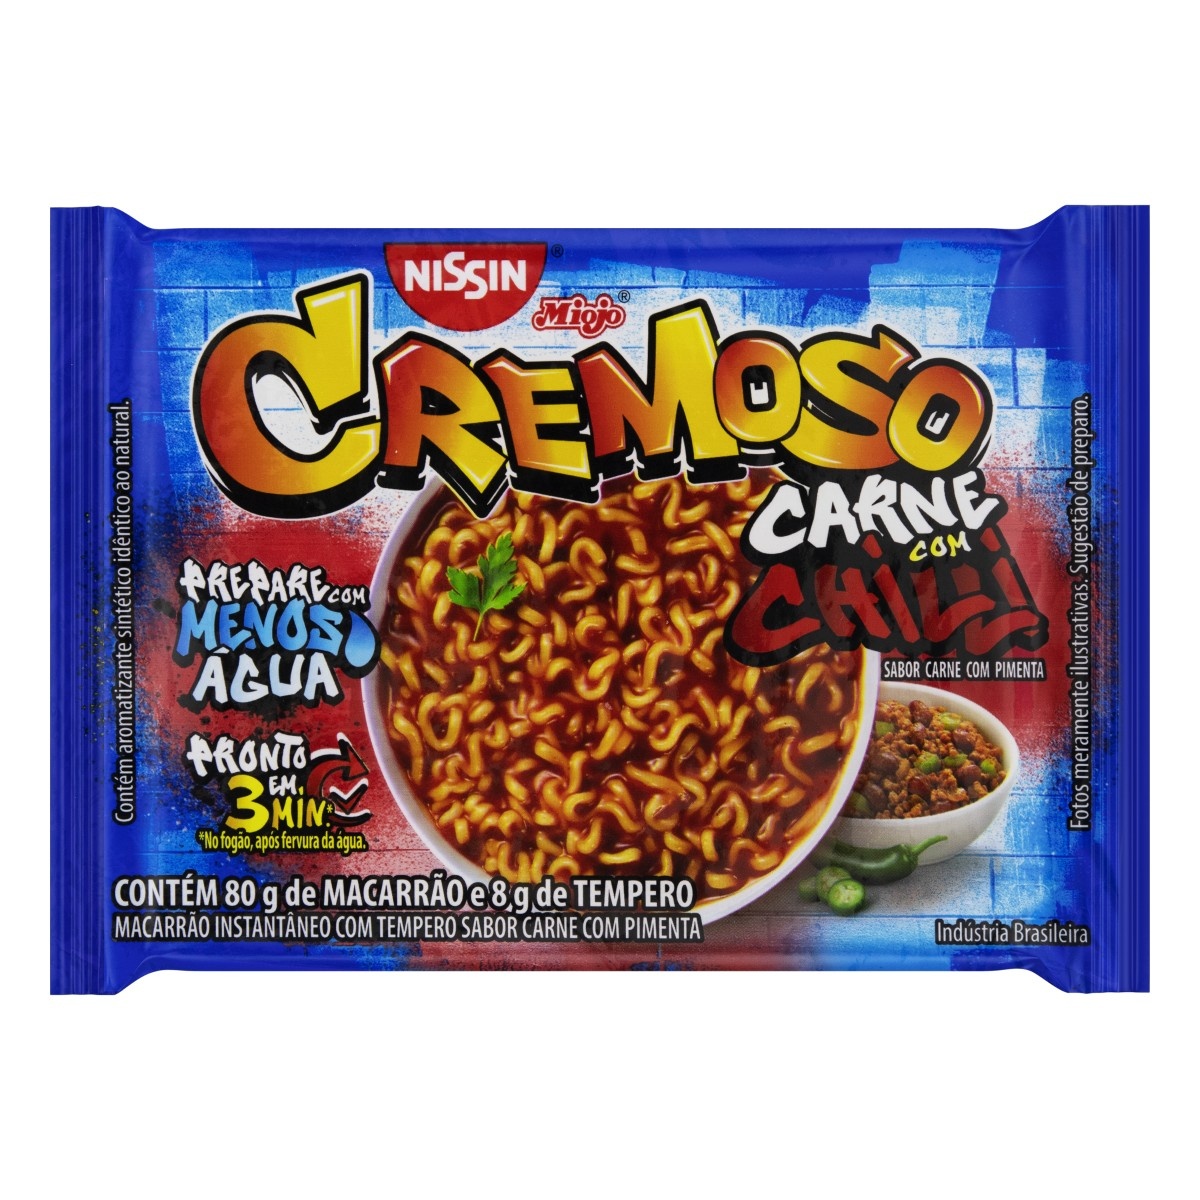 NISSIN ®
Miojo ®
CREMOSO
CARNE
COM
CHILLI
SABOR CARNE COM PIMENTA
PREPARE COM
MENOS
ÁGUA
PRONTO
EM
3 MIN.*
*No fogão, após fervura da água.
CONTÉM 80 g de MACARRÃO e 8 g de TEMPERO
MACARRÃO INSTANTÂNEO COM TEMPERO SABOR CARNE COM PIMENTA
Indústria Brasileira
Contém aromatizante sintético idêntico ao natural.
Fotos meramente ilustrativas. Sugestão de preparo.